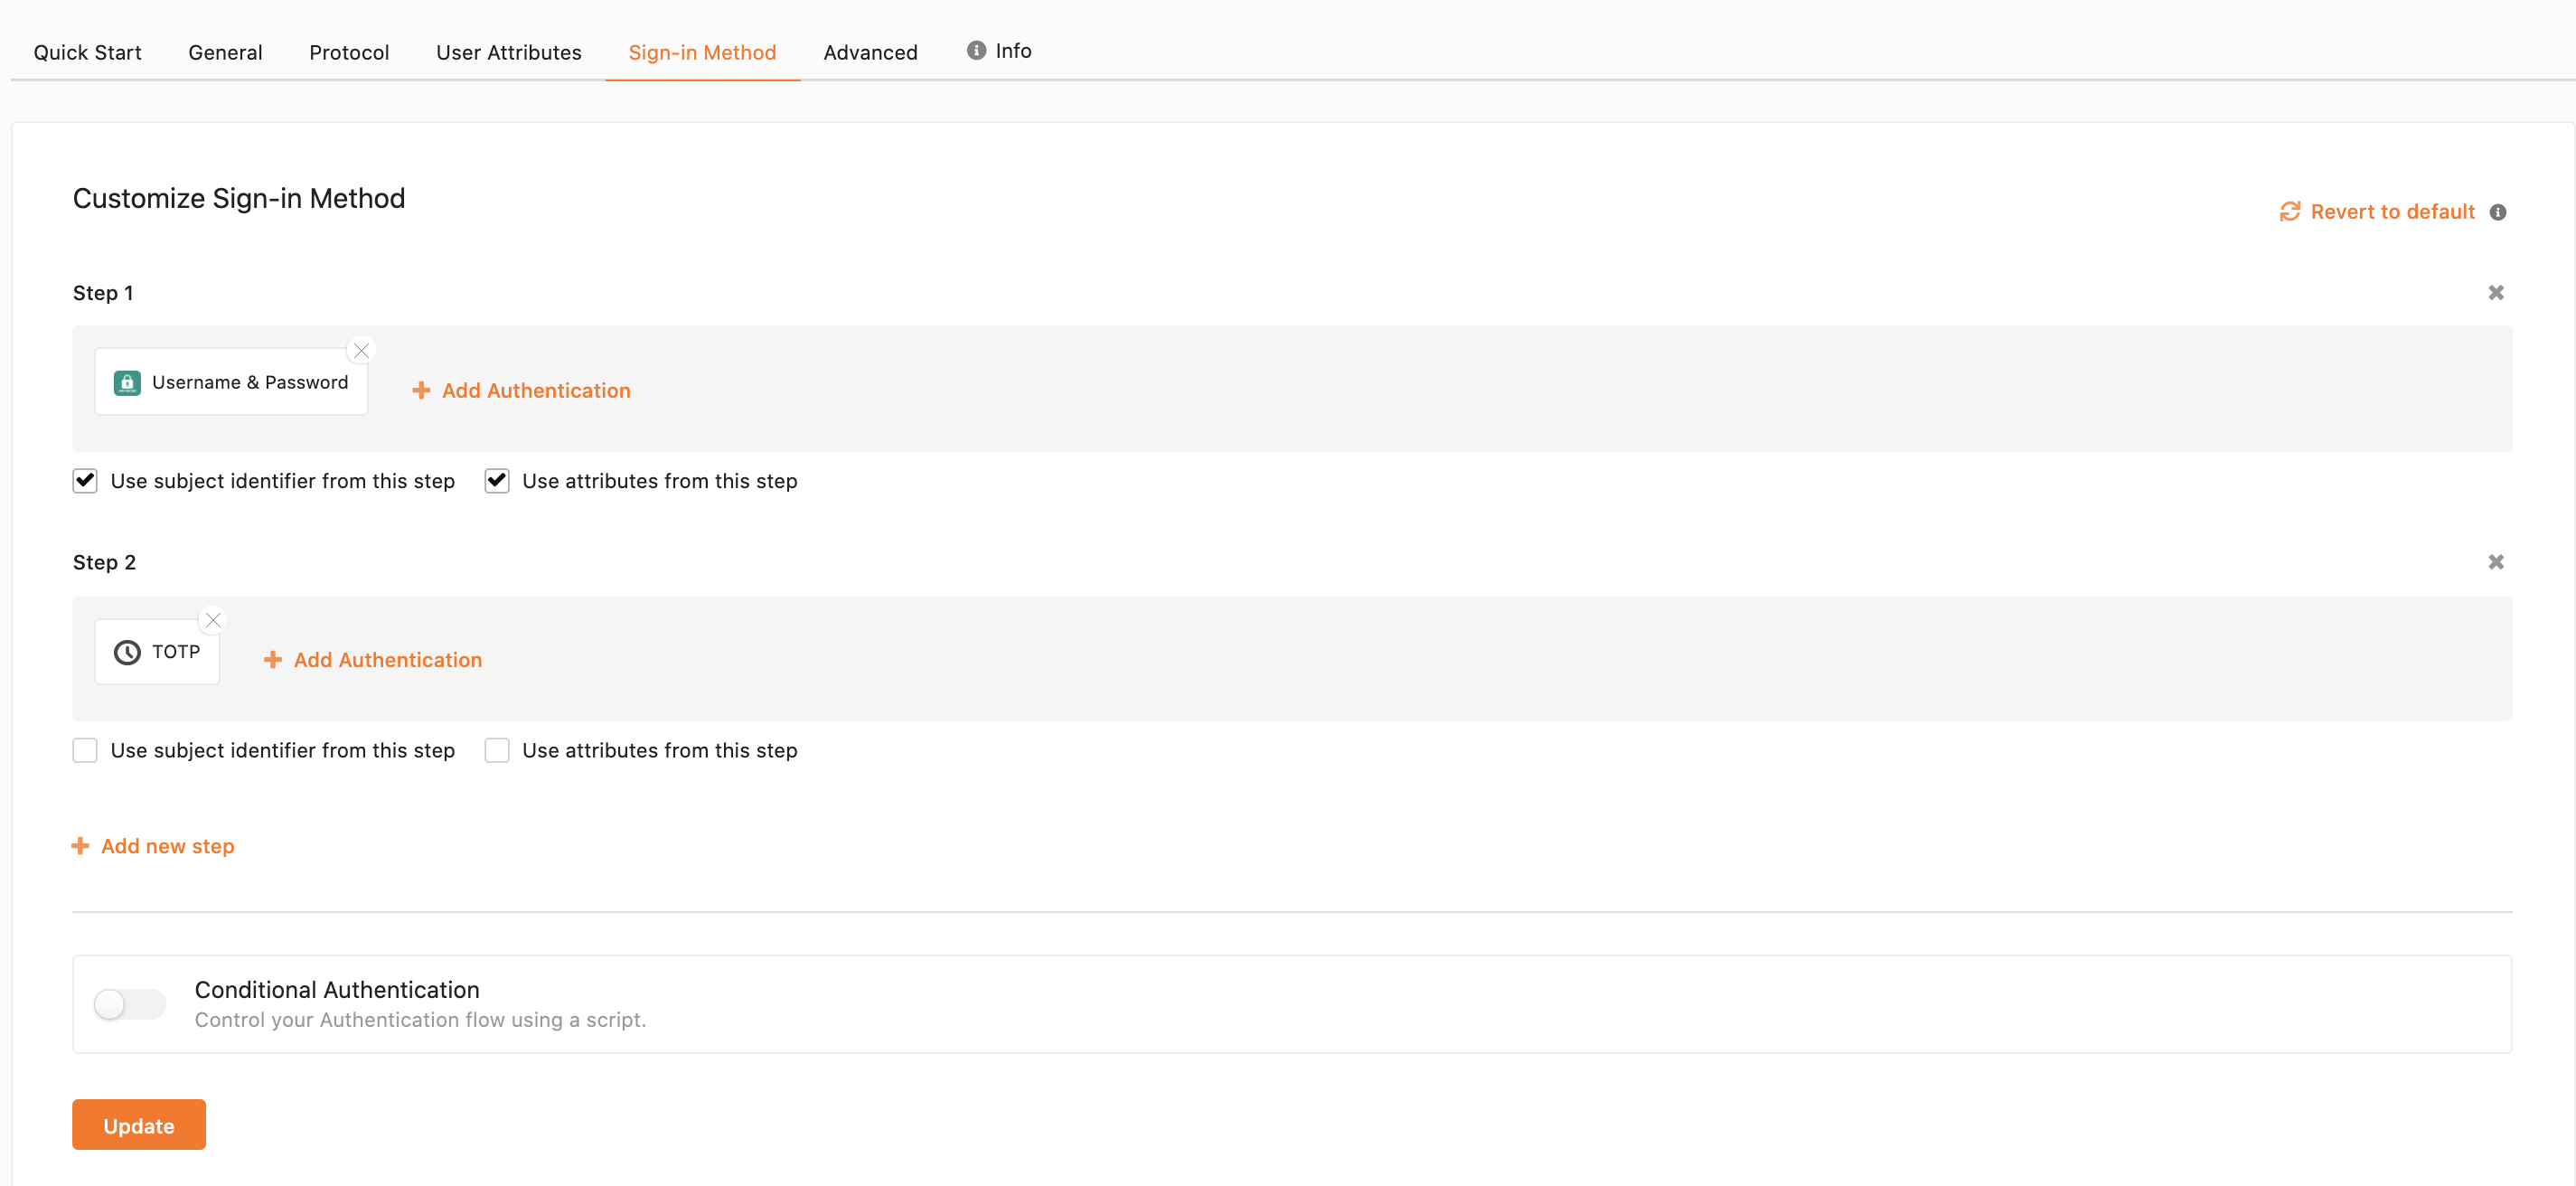 Quick Start General Protocol User Attributes Sign-in Method Advanced Info
Customize Sign-in Method
Revert to default
Step 1
Username & Password
Add Authentication
Use subject identifier from this step Use attributes from this step
Step 2
TOTP
Add Authentication
Use subject identifier from this step Use attributes from this step
Add new step
Conditional Authentication
Control your Authentication flow using a script.
Update